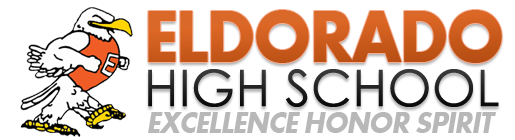 ELDORADO
HIGH SCHOOL
EXCELLENCE HONOR SPIRIT
E